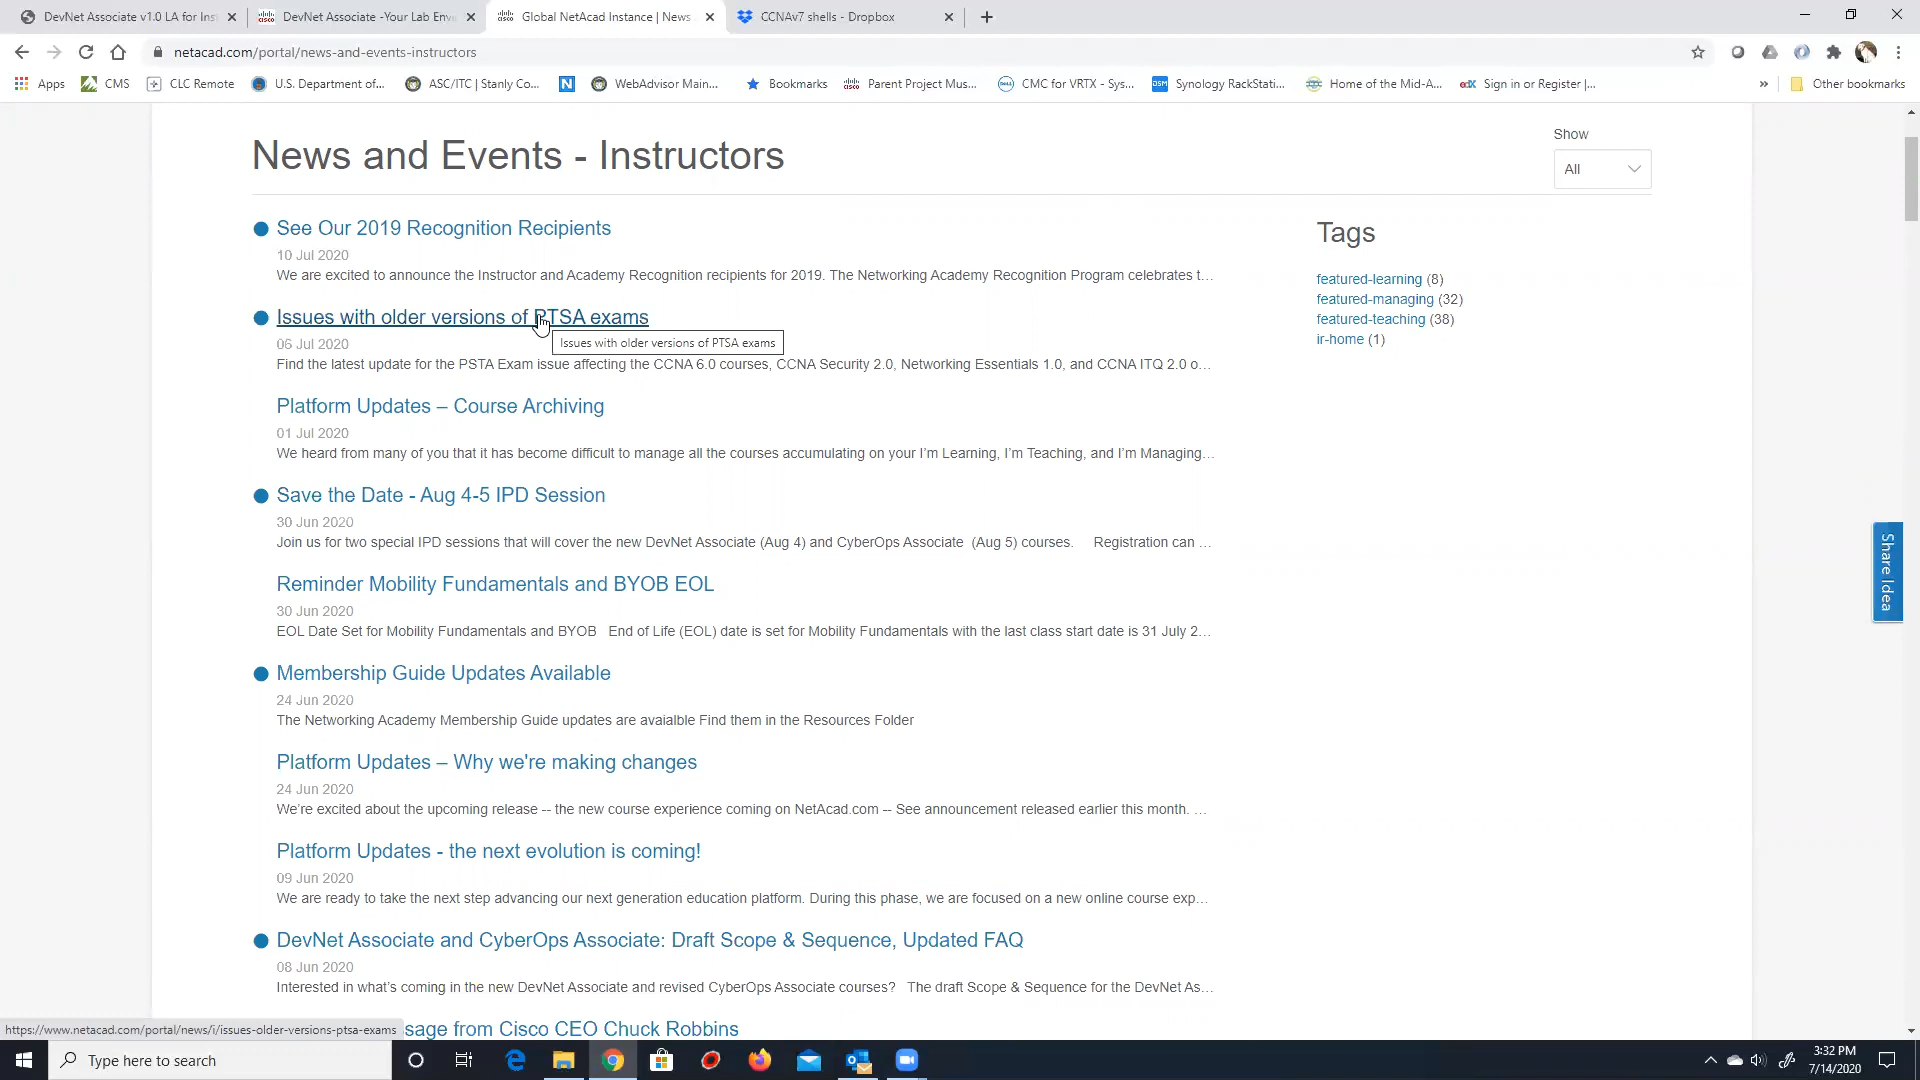 DevNet Associate v1.0 LA for Inst
DevNet Associate -Your Lab Env
Global NetAcad Instance | News
CCNAv7 shells - Dropbox
netacad.com/portal/news-and-events-instructors
Apps
CMS
CLC Remote
U.S. Department of...
ASC/ITC | Stanly Co...
WebAdvisor Main...
Bookmarks
Parent Project Mus...
CMC for VRTX - Sys...
Synology RackStati...
Home of the Mid-A...
Sign in or Register |...
»
Other bookmarks
News and Events - Instructors
Show
All
See Our 2019 Recognition Recipients
10 Jul 2020
We are excited to announce the Instructor and Academy Recognition recipients for 2019. The Networking Academy Recognition Program celebrates t...
Issues with older versions of PTSA exams
Issues with older versions of PTSA exams
06 Jul 2020
Find the latest update for the PSTA Exam issue affecting the CCNA 6.0 courses, CCNA Security 2.0, Networking Essentials 1.0, and CCNA ITQ 2.0 o...
Platform Updates – Course Archiving
01 Jul 2020
We heard from many of you that it has become difficult to manage all the courses accumulating on your I'm Learning, I'm Teaching, and I'm Managing...
Save the Date - Aug 4-5 IPD Session
30 Jun 2020
Join us for two special IPD sessions that will cover the new DevNet Associate (Aug 4) and CyberOps Associate (Aug 5) courses. Registration can ...
Reminder Mobility Fundamentals and BYOB EOL
30 Jun 2020
EOL Date Set for Mobility Fundamentals and BYOB End of Life (EOL) date is set for Mobility Fundamentals with the last class start date is 31 July 2...
Membership Guide Updates Available
24 Jun 2020
The Networking Academy Membership Guide updates are avaialble Find them in the Resources Folder
Platform Updates – Why we're making changes
24 Jun 2020
We're excited about the upcoming release -- the new course experience coming on NetAcad.com -- See announcement released earlier this month. ...
Platform Updates - the next evolution is coming!
09 Jun 2020
We are ready to take the next step advancing our next generation education platform. During this phase, we are focused on a new online course exp...
DevNet Associate and CyberOps Associate: Draft Scope & Sequence, Updated FAQ
08 Jun 2020
Interested in what's coming in the new DevNet Associate and revised CyberOps Associate courses? The draft Scope & Sequence for the DevNet As...
sage from Cisco CEO Chuck Robbins
Tags
featured-learning (8)
featured-managing (32)
featured-teaching (38)
ir-home (1)
Share Idea
https://www.netacad.com/portal/news/i/issues-older-versions-ptsa-exams
Type here to search
3:32 PM
7/14/2020